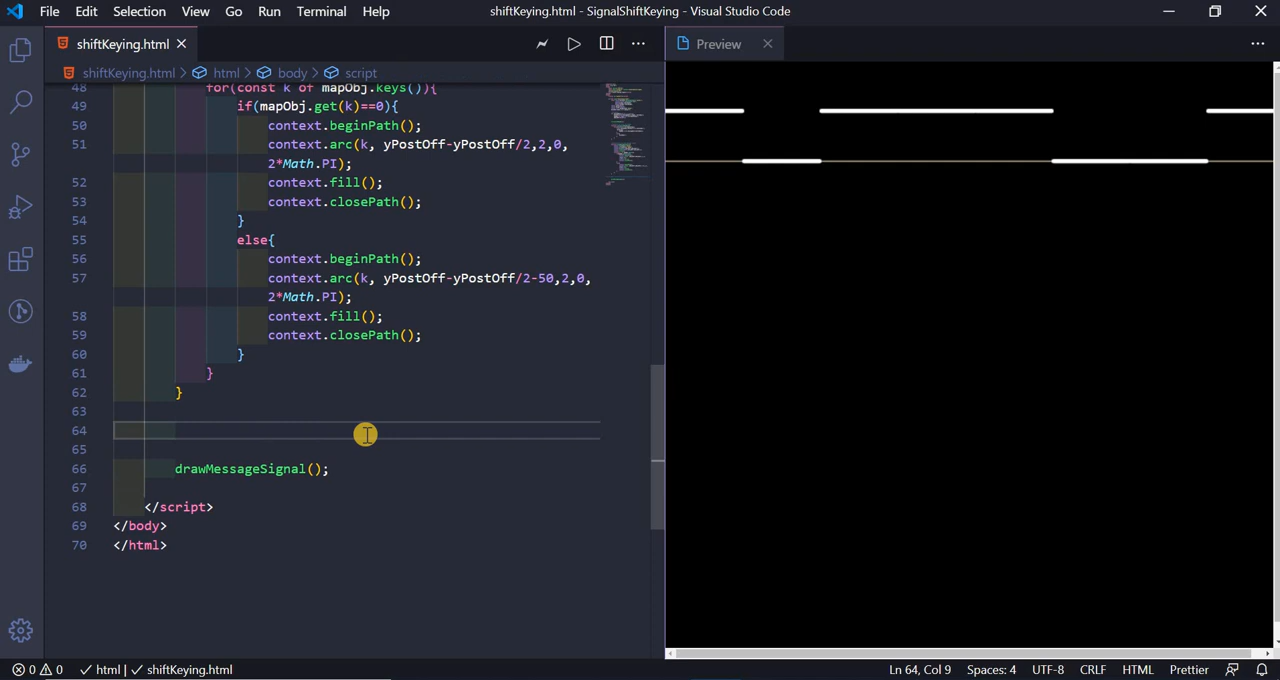 File Edit Selection View Go Run Terminal Help shiftKeying.html - SignalShiftKeying - Visual Studio Code
shiftKeying.html
Preview
shiftKeying.html > html > body > script
48 for(const k of mapObj.keys()){
49 if(mapObj.get(k)==0){
50 context.beginPath();
51 context.arc(k, yPostOff-yPostOff/2,2,0,
2*Math.PI);
52 context.fill();
53 context.closePath();
54 }
55 else{
56 context.beginPath();
57 context.arc(k, yPostOff-yPostOff/2-50,2,0,
2*Math.PI);
58 context.fill();
59 context.closePath();
60 }
61 }
62 }
63
64
65
66 drawMessageSignal();
67
68 </script>
69 </body>
70 </html>
0 0 html | shiftKeying.html Ln 64, Col 9 Spaces: 4 UTF-8 CRLF HTML Prettier